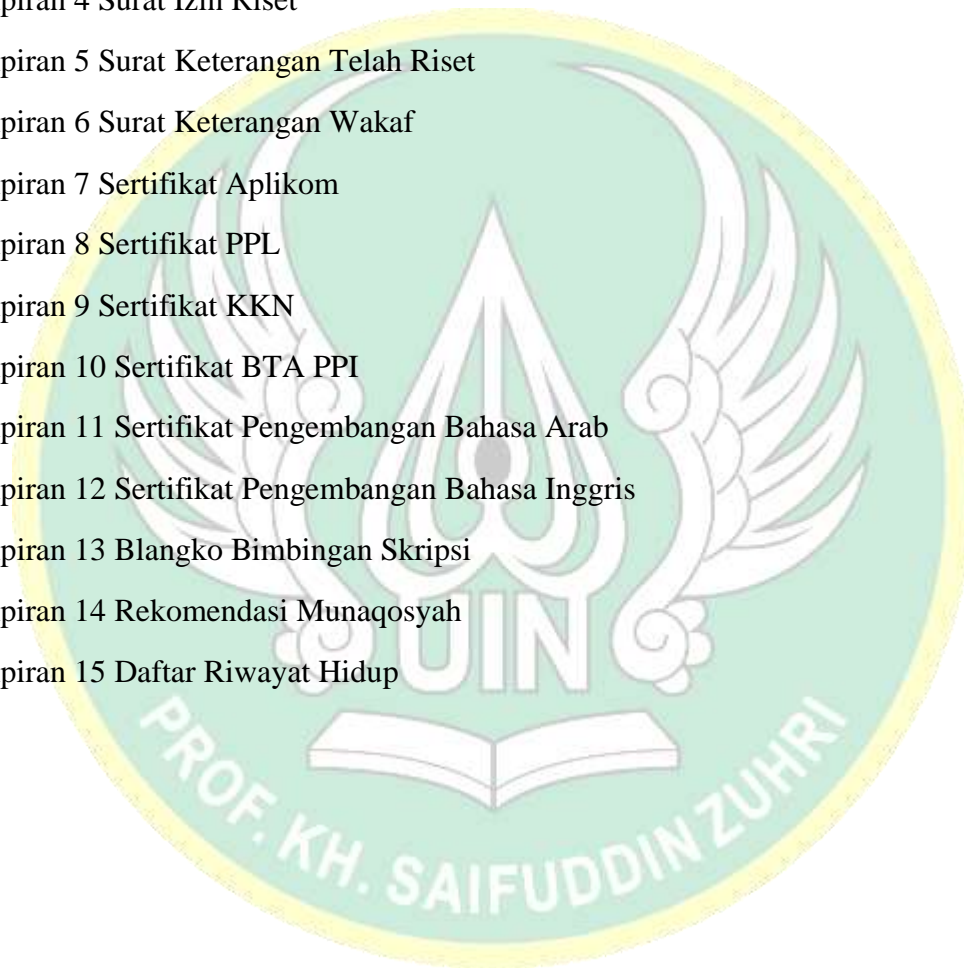 piran 4 Surat Izin Riset
piran 5 Surat Keterangan Telah Riset
piran 6 Surat Keterangan Wakaf
piran 7 Sertifikat Aplikom
piran 8 Sertifikat PPL
piran 9 Sertifikat KKN
piran 10 Sertifikat BTA PPI
piran 11 Sertifikat Pengembangan Bahasa Arab
piran 12 Sertifikat Pengembangan Bahasa Inggris
piran 13 Blangko Bimbingan Skripsi
piran 14 Rekomendasi Munaqosyah
piran 15 Daftar Riwayat Hidup
UIN
PROF. KH. SAIFUDDIN ZUHRI